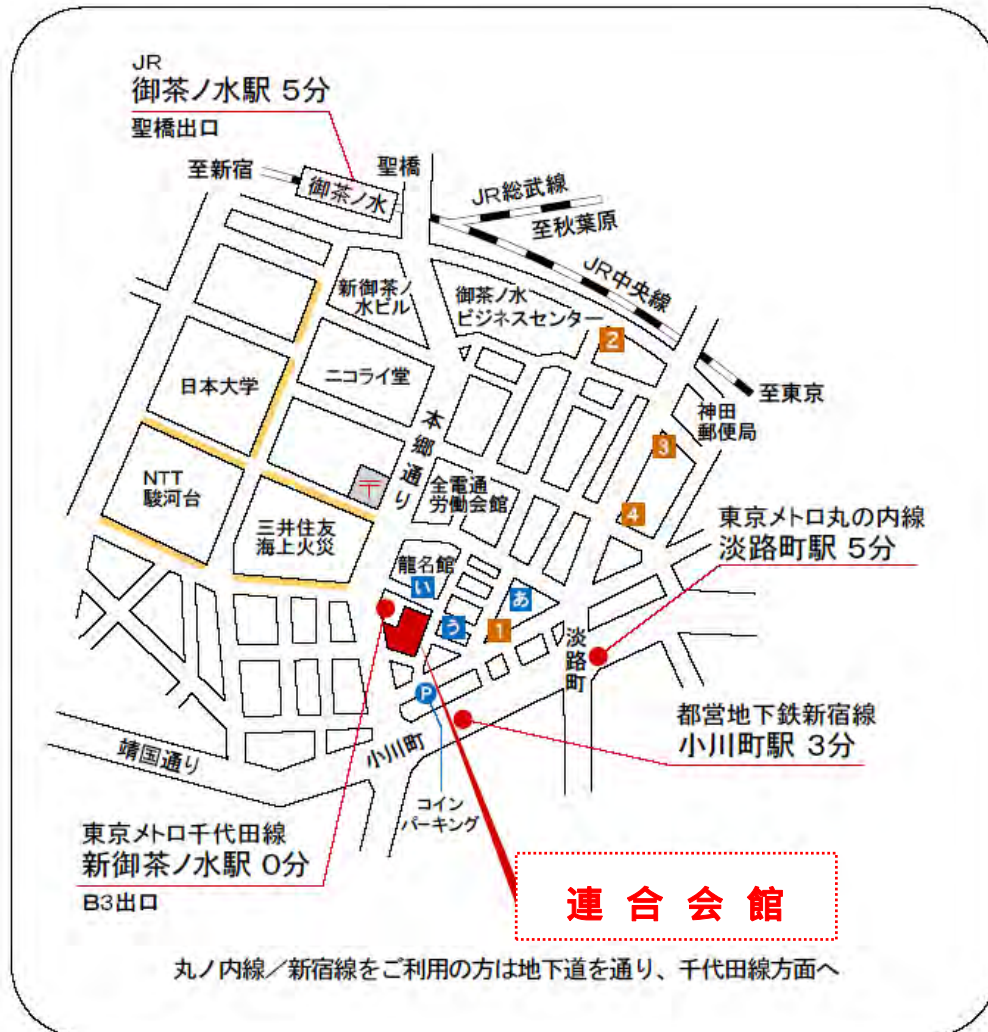 JR
御茶ノ水駅 5分
聖橋出口
至新宿
聖橋
御茶ノ水
JR総武線
至秋葉原
JR中央線
新御茶ノ
水ビル
御茶ノ水
ビジネスセンター
2
至東京
日本大学
ニコライ堂
神田
郵便局
本郷通り
3
NTT
駿河台
〒
全電通
労働会館
4
東京メトロ丸の内線
淡路町駅 5分
三井住友
海上火災
龍名館
い
あ
う
1
淡路町
P
都営地下鉄新宿線
小川町駅 3分
靖国通り
小川町
コイン
パーキング
東京メトロ千代田線
新御茶ノ水駅 0分
B3出口
連合会館
丸ノ内線／新宿線をご利用の方は地下道を通り、千代田線方面へ